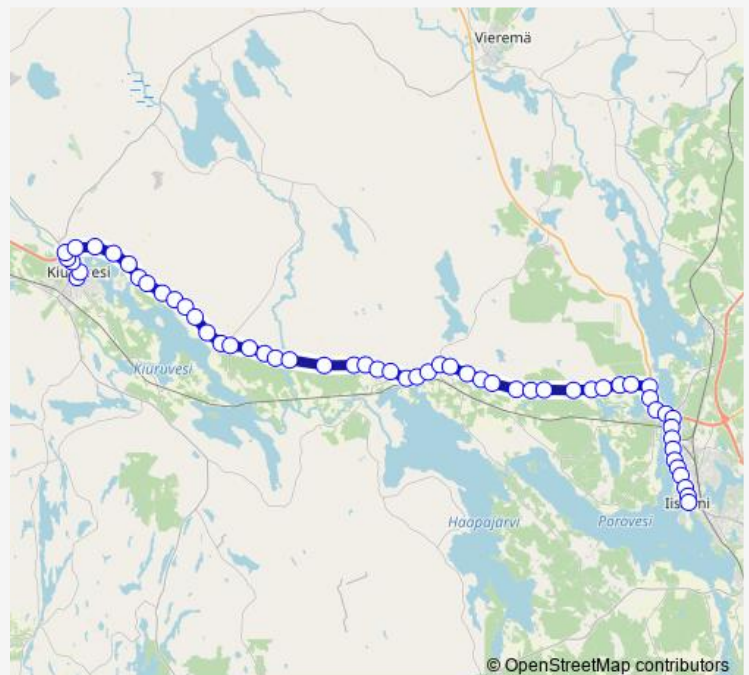 Vieremä
Kiuruvesi
Kiuruvesi
Haapajärvi
Porovesi
© OpenStreetMap contributors